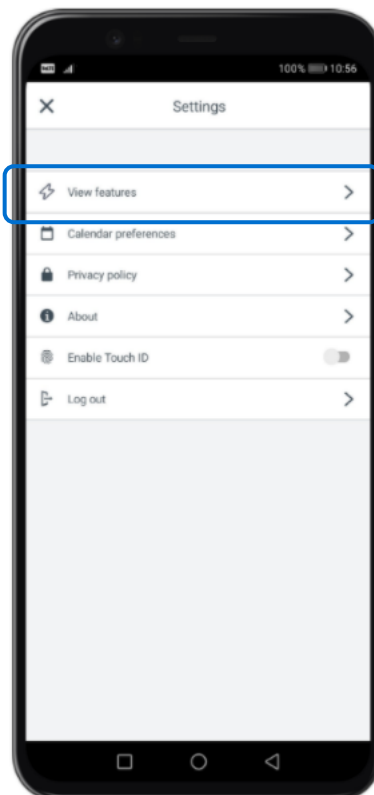 100% 10:56
Settings
View features
Calendar preferences
Privacy policy
About
Enable Touch ID
Log out